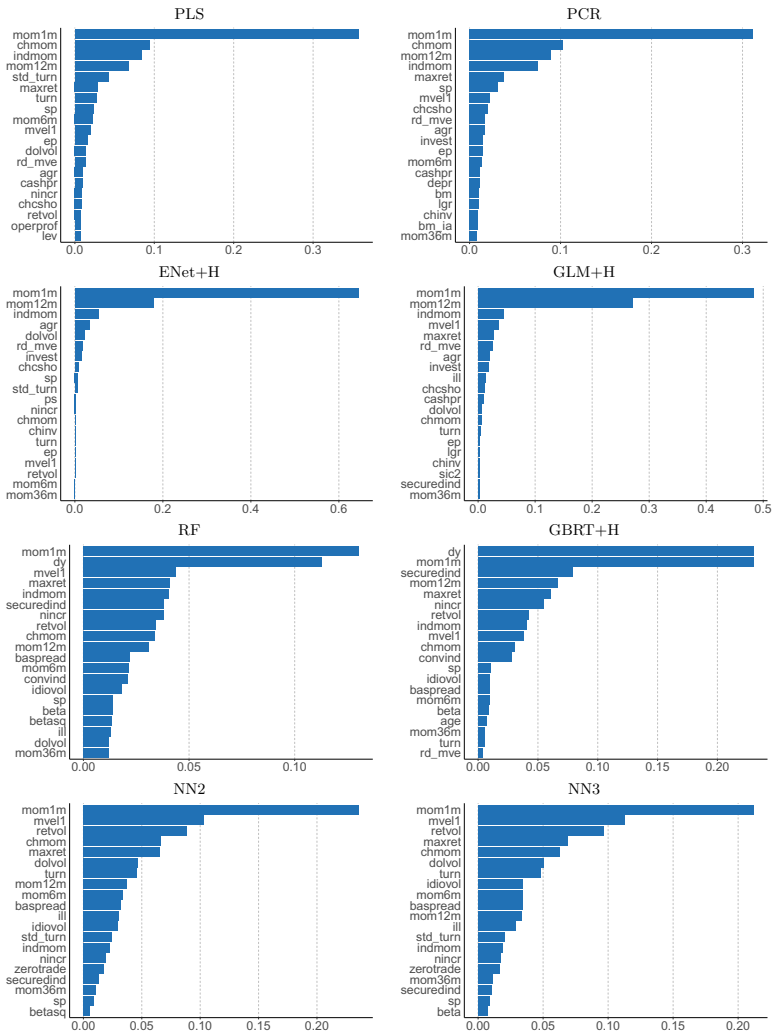 PLS
mom1m
chmom
indmom
mom12m
std_turn
maxret
turn
sp
mom6m
mvel1
ep
dolvol
rd_mve
agr
cashpr
nincr
chcsho
retvol
operprof
lev
0.0 0.1 0.2 0.3
PCR
mom1m
chmom
mom12m
indmom
maxret
sp
mvel1
chcsho
rd_mve
agr
invest
ep
mom6m
cashpr
depr
bm
lgr
chinv
bm_ia
mom36m
0.0 0.1 0.2 0.3
ENet+H
mom1m
mom12m
indmom
agr
dolvol
rd_mve
invest
chcsho
sp
std_turn
ps
nincr
chmom
chinv
turn
ep
mvel1
retvol
mom6m
mom36m
0.0 0.2 0.4 0.6
GLM+H
mom1m
mom12m
indmom
mvel1
maxret
rd_mve
agr
invest
ill
chcsho
cashpr
dolvol
chmom
turn
ep
lgr
chinv
sic2
securedind
mom36m
0.0 0.1 0.2 0.3 0.4 0.5
RF
mom1m
dy
mvel1
maxret
indmom
securedind
nincr
retvol
chmom
mom12m
baspread
mom6m
convind
idiovol
sp
beta
betasq
ill
dolvol
mom36m
0.00 0.05 0.10
GBRT+H
dy
mom1m
securedind
mom12m
maxret
nincr
retvol
indmom
mvel1
chmom
convind
sp
idiovol
baspread
mom6m
beta
age
mom36m
turn
rd_mve
0.00 0.05 0.10 0.15 0.20
NN2
mom1m
mvel1
retvol
chmom
maxret
dolvol
turn
mom12m
mom6m
baspread
ill
idiovol
std_turn
indmom
nincr
zerotrade
securedind
mom36m
sp
betasq
0.00 0.05 0.10 0.15 0.20
NN3
mom1m
mvel1
retvol
maxret
chmom
dolvol
turn
idiovol
mom6m
baspread
mom12m
ill
std_turn
indmom
nincr
zerotrade
mom36m
securedind
sp
beta
0.00 0.05 0.10 0.15 0.20